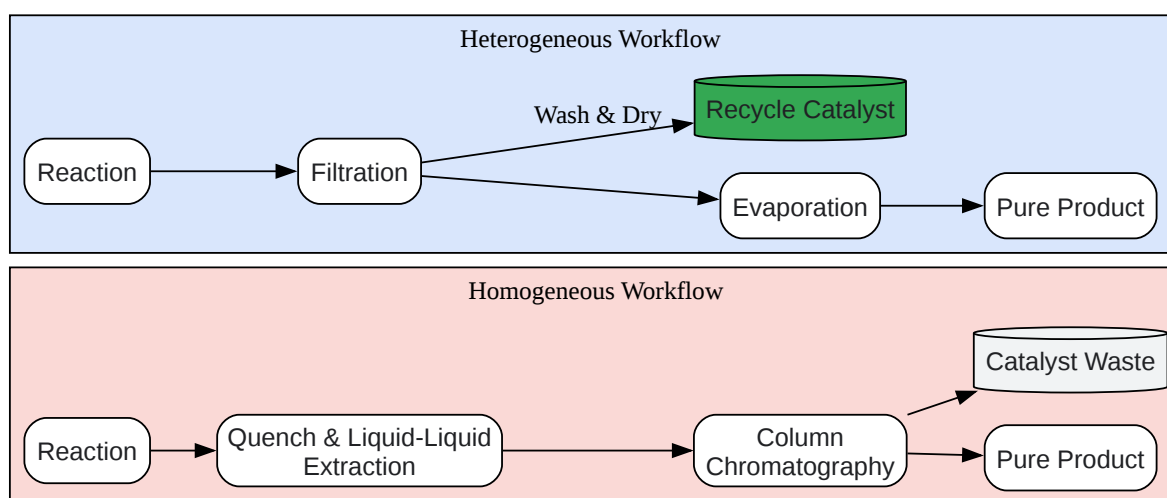 Heterogeneous Workflow
Wash & Dry
Recycle Catalyst
Reaction
Filtration
Evaporation
Pure Product
Homogeneous Workflow
Catalyst Waste
Reaction
Quench & Liquid-Liquid
Extraction
Column
Chromatography
Pure Product